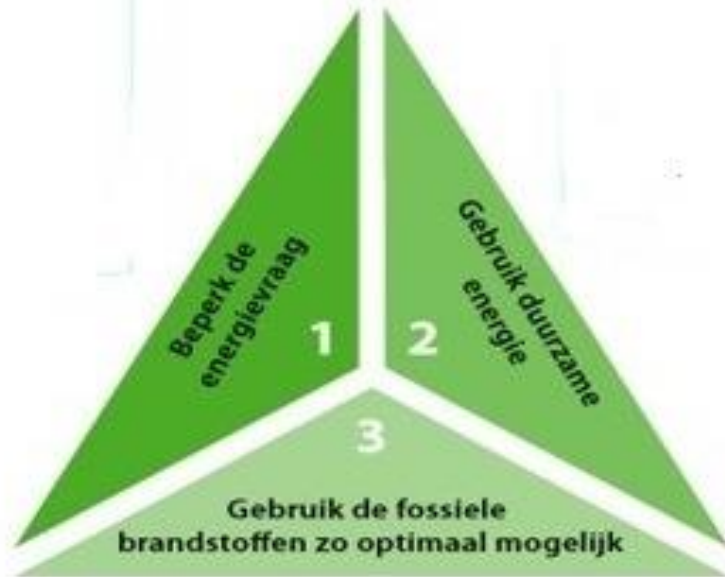 Beperk de
energievraag
1
Gebruik duurzame
energie
2
3
Gebruik de fossiele
brandstoffen zo optimaal mogelijk